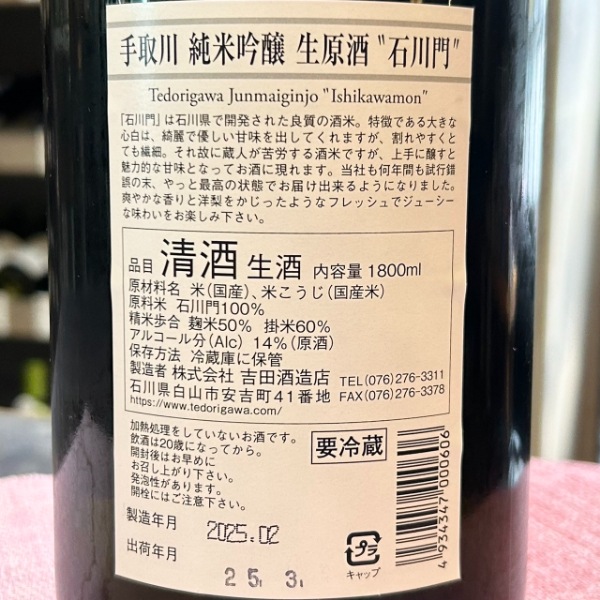 手取川 純米吟醸 生原酒 "石川門"
Tedorigawa Junmaiginjo "Ishikawamon"
「石川門」は石川県で開発された良質の酒米。特徴である大きな
心白は、綺麗で優しい甘味を出してくれますが、割れやすくと
ても繊細。それ故に蔵人が苦労する酒米ですが、上手に醸すと
魅力的な甘味となってお酒に現れます。当社も何年間も試行錯
誤の末、やっと最高の状態でお届け出来るようになりました。
爽やかな香りと洋梨をかじったようなフレッシュでジューシー
な味わいをお楽しみ下さい。
品目 清酒 生酒 内容量 1800ml
原材料名 米(国産)、米こうじ(国産米)
原料米 石川門100%
精米歩合 麹米50% 掛米60%
アルコール分(Alc) 14%(原酒)
保存方法 冷蔵庫に保管
製造者 株式会社 吉田酒造店 TEL(076)276-3311
石川県白山市安吉町41番地 FAX(076)276-3378
https://www.tedorigawa.com/
加熱処理をしていないお酒です。
飲酒は20歳になってから。
開封後はお早めに
お召し上がり下さい。
発泡性があります。
開栓にはご注意下さい。
要冷蔵
製造年月 2025.02
出荷年月 25 3
プラ
キャップ
4934347000606